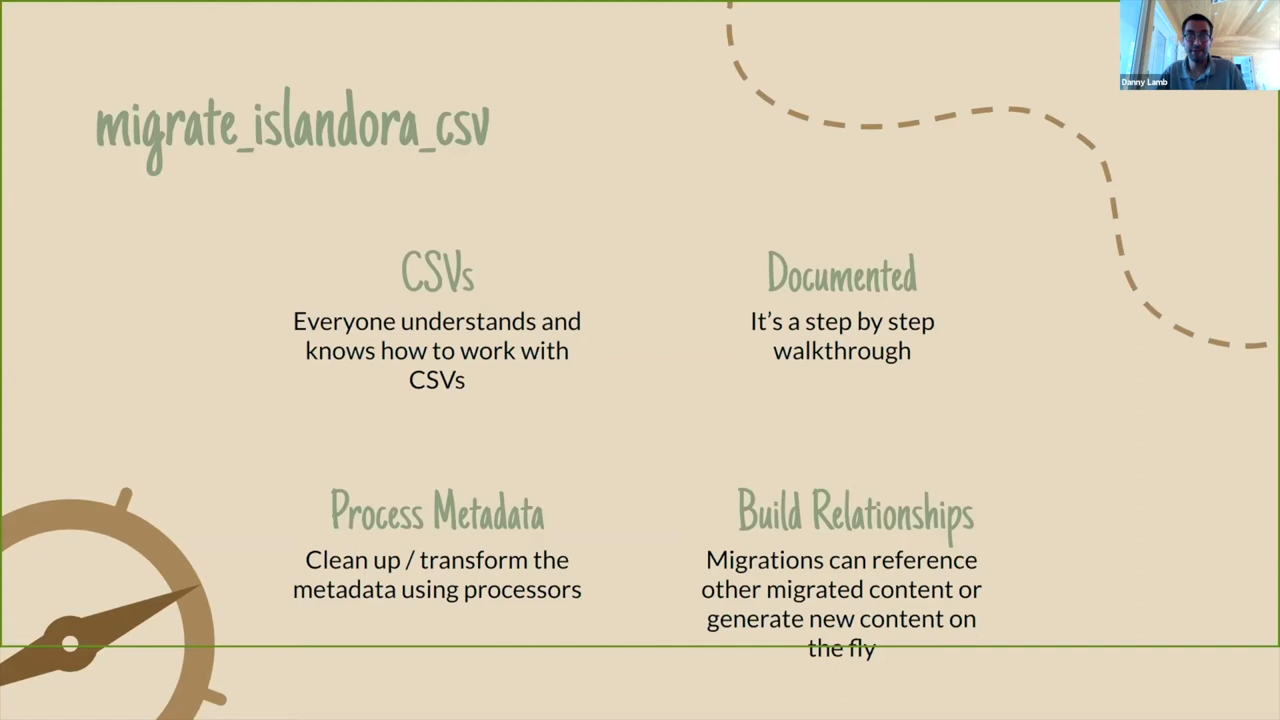 Danny Lamb
migrate_islandora_csv
CSVs
Everyone understands and
knows how to work with
CSVs
Documented
It’s a step by step
walkthrough
Process Metadata
Clean up / transform the
metadata using processors
Build Relationships
Migrations can reference
other migrated content or
generate new content on
the fly